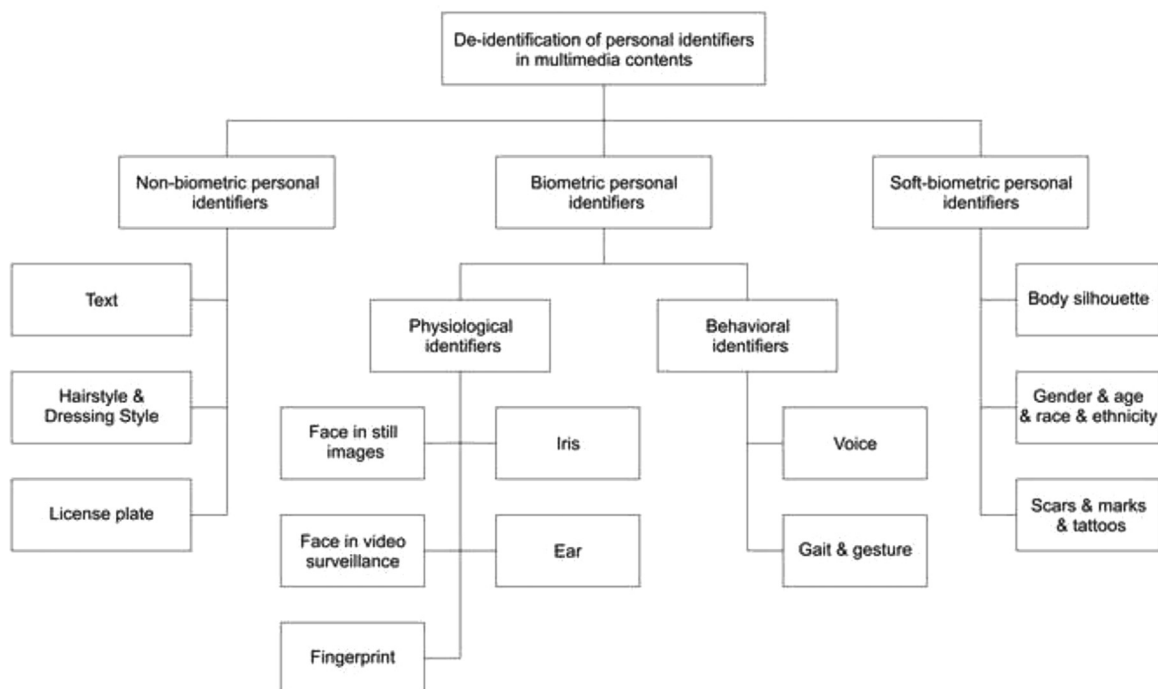 De-identification of personal identifiers
in multimedia contents
Non-biometric personal
identifiers
Biometric personal
identifiers
Soft-biometric personal
identifiers
Text
Hairstyle &
Dressing Style
License plate
Physiological
identifiers
Behavioral
identifiers
Face in still
images
Iris
Face in video
surveillance
Ear
Fingerprint
Voice
Gait & gesture
Body silhouette
Gender & age
& race & ethnicity
Scars & marks
& tattoos